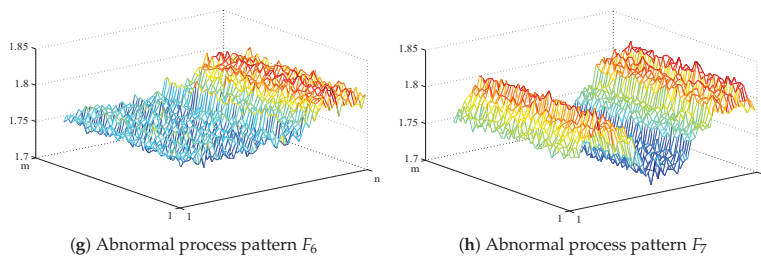 1.85
1.8
1.75
1.7
m
1
1
n
(g) Abnormal process pattern F6
1.85
1.8
1.75
1.7
m
1
1
(h) Abnormal process pattern F7